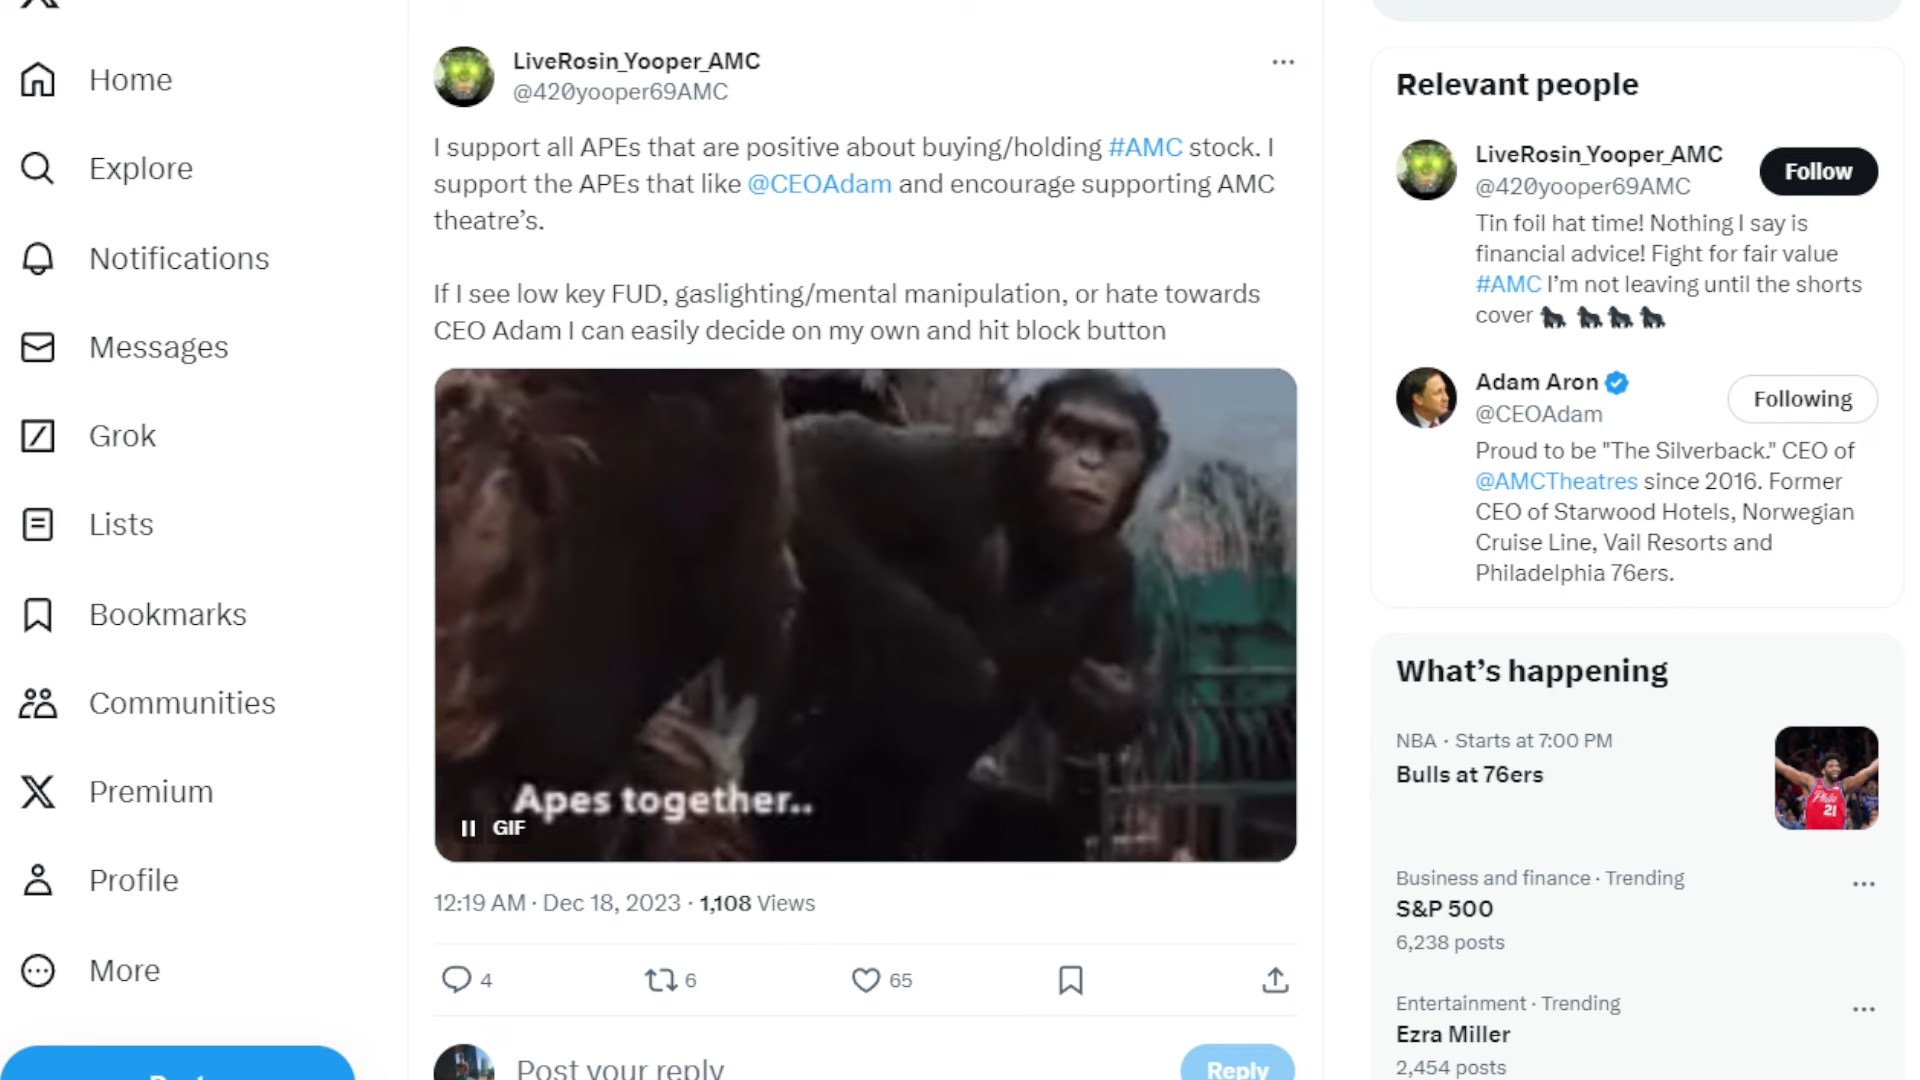 Home
Explore
Notifications
Messages
Grok
Lists
Bookmarks
Communities
Premium
Profile
More
LiveRosin_Yooper_AMC
@420yooper69AMC
I support all APEs that are positive about buying/holding #AMC stock. I
support the APEs that like @CEOAdam and encourage supporting AMC
theatre’s.
If I see low key FUD, gaslighting/mental manipulation, or hate towards
CEO Adam I can easily decide on my own and hit block button
Apes together..
GIF
12:19 AM · Dec 18, 2023 · 1,108 Views
4 6 65
Post your reply
Reply
Relevant people
LiveRosin_Yooper_AMC
@420yooper69AMC
Follow
Tin foil hat time! Nothing I say is
financial advice! Fight for fair value
#AMC I’m not leaving until the shorts
cover 🦍 🦍🦍🦍
Adam Aron
@CEOAdam
Following
Proud to be "The Silverback." CEO of
@AMCTheatres since 2016. Former
CEO of Starwood Hotels, Norwegian
Cruise Line, Vail Resorts and
Philadelphia 76ers.
What’s happening
NBA · Starts at 7:00 PM
Bulls at 76ers
Phila
21
Business and finance · Trending
S&P 500
6,238 posts
Entertainment · Trending
Ezra Miller
2,454 posts